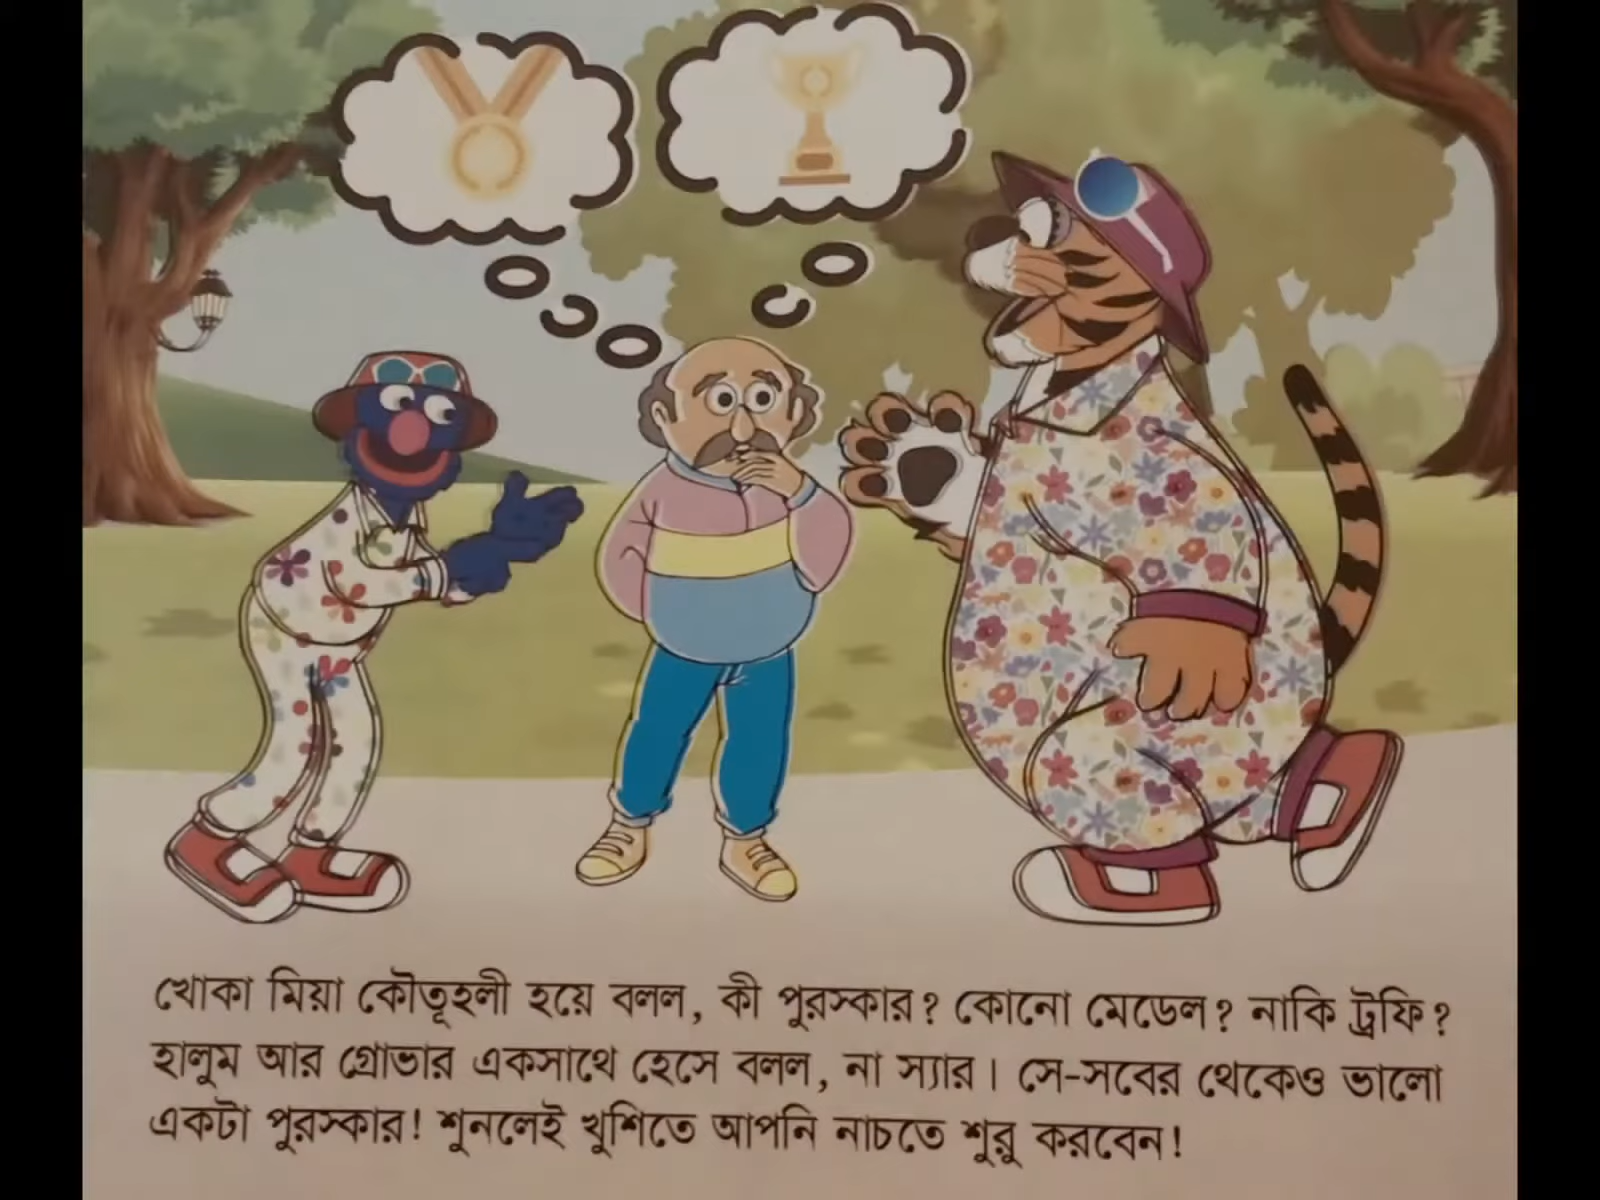 খোকা মিয়া কৌতূহলী হয়ে বলল, কী পুরস্কার? কোনো মেডেল? নাকি ট্রফি?
হালুম আর গ্রোভার একসাথে হেসে বলল, না স্যার। সে-সবের থেকেও ভালো
একটা পুরস্কার! শুনলেই খুশিতে আপনি নাচতে শুরু করবেন!